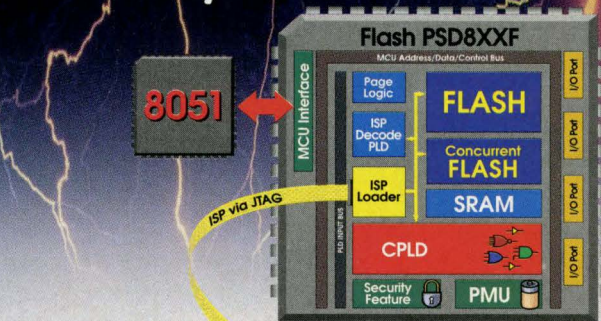 Flash PSD8XXF
MCU Address/Data/Control Bus
8051
MCU Interface
PLD INPUT BUS
Page
Logic
ISP
Decode
PLD
ISP
Loader
FLASH
Concurrent
FLASH
SRAM
CPLD
Security
Feature
PMU
I/O Port
I/O Port
I/O Port
I/O Port
ISP via JTAG